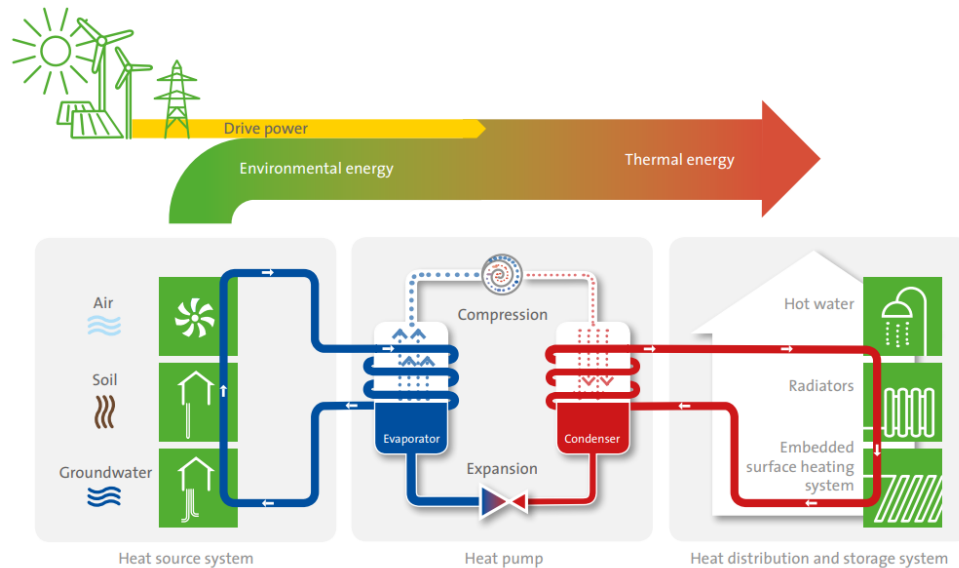 Drive power
Environmental energy
Thermal energy
Air
Soil
Groundwater
Compression
Evaporator
Condenser
Expansion
Hot water
Radiators
Embedded
surface heating
system
Heat source system
Heat pump
Heat distribution and storage system